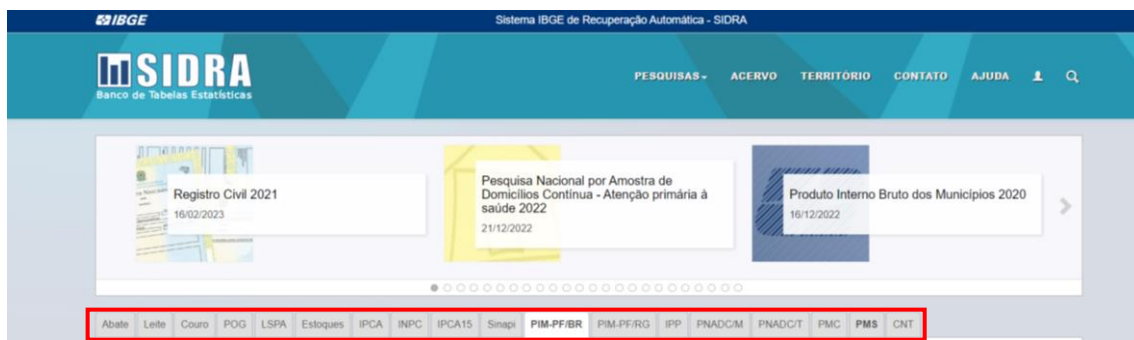 IBGE
Sistema IBGE de Recuperação Automática - SIDRA
SIDRA
Banco de Tabelas Estatísticas
PESQUISAS ACERVO TERRITÓRIO CONTATO AJUDA
Registro Civil 2021
16/02/2023
Pesquisa Nacional por Amostra de
Domicílios Contínua - Atenção primária à
saúde 2022
21/12/2022
Produto Interno Bruto dos Municípios 2020
16/12/2022
Abate Leite Couro POG LSPA Estoques IPCA INPC IPCA15 Sinapi PIM-PF/BR PIM-PF/RG IPP PNADC/M PNADC/T PMC PMS CNT